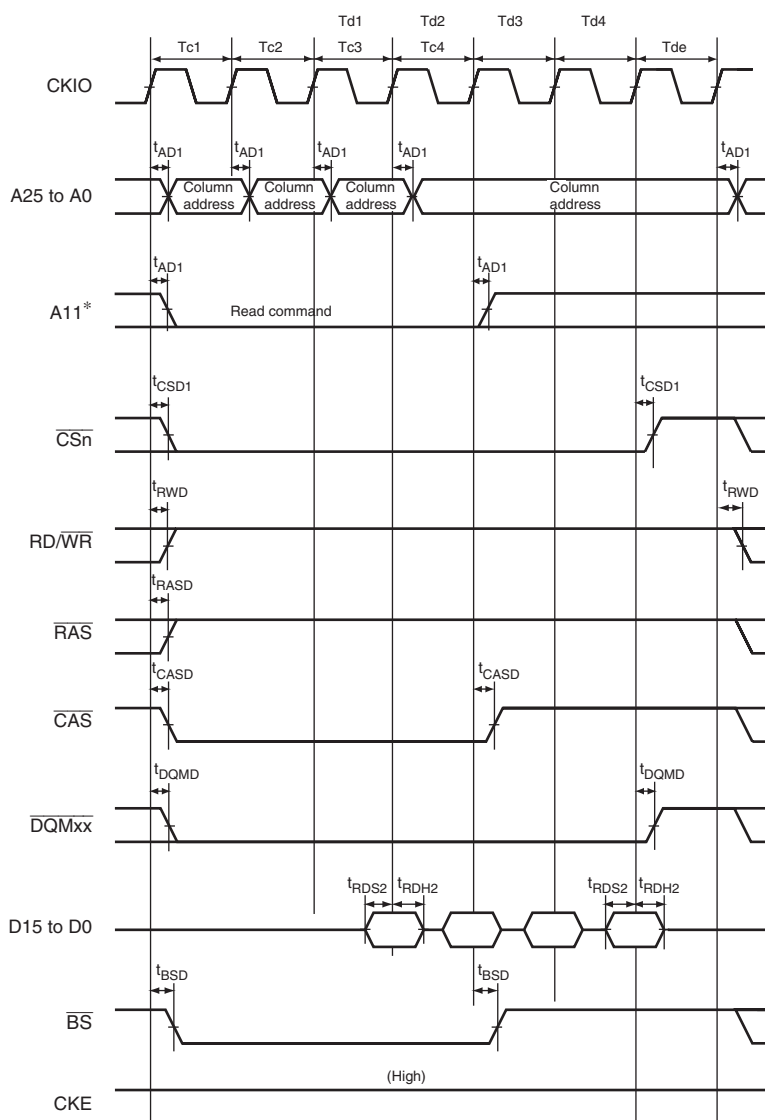 Td1 Td2 Td3 Td4
Tc1 Tc2 Tc3 Tc4 Tde
CKIO
tAD1 tAD1 tAD1 tAD1 tAD1
A25 to A0
Column address
Column address
Column address
Column address
tAD1 tAD1
A11*
Read command
tCSD1 tCSD1
CSn
tRWD tRWD
RD/WR
tRASD
RAS
tCASD tCASD
CAS
tDQMD tDQMD
DQMxx
tRDS2 tRDH2 tRDS2 tRDH2
D15 to D0
tBSD tBSD
BS
(High)
CKE